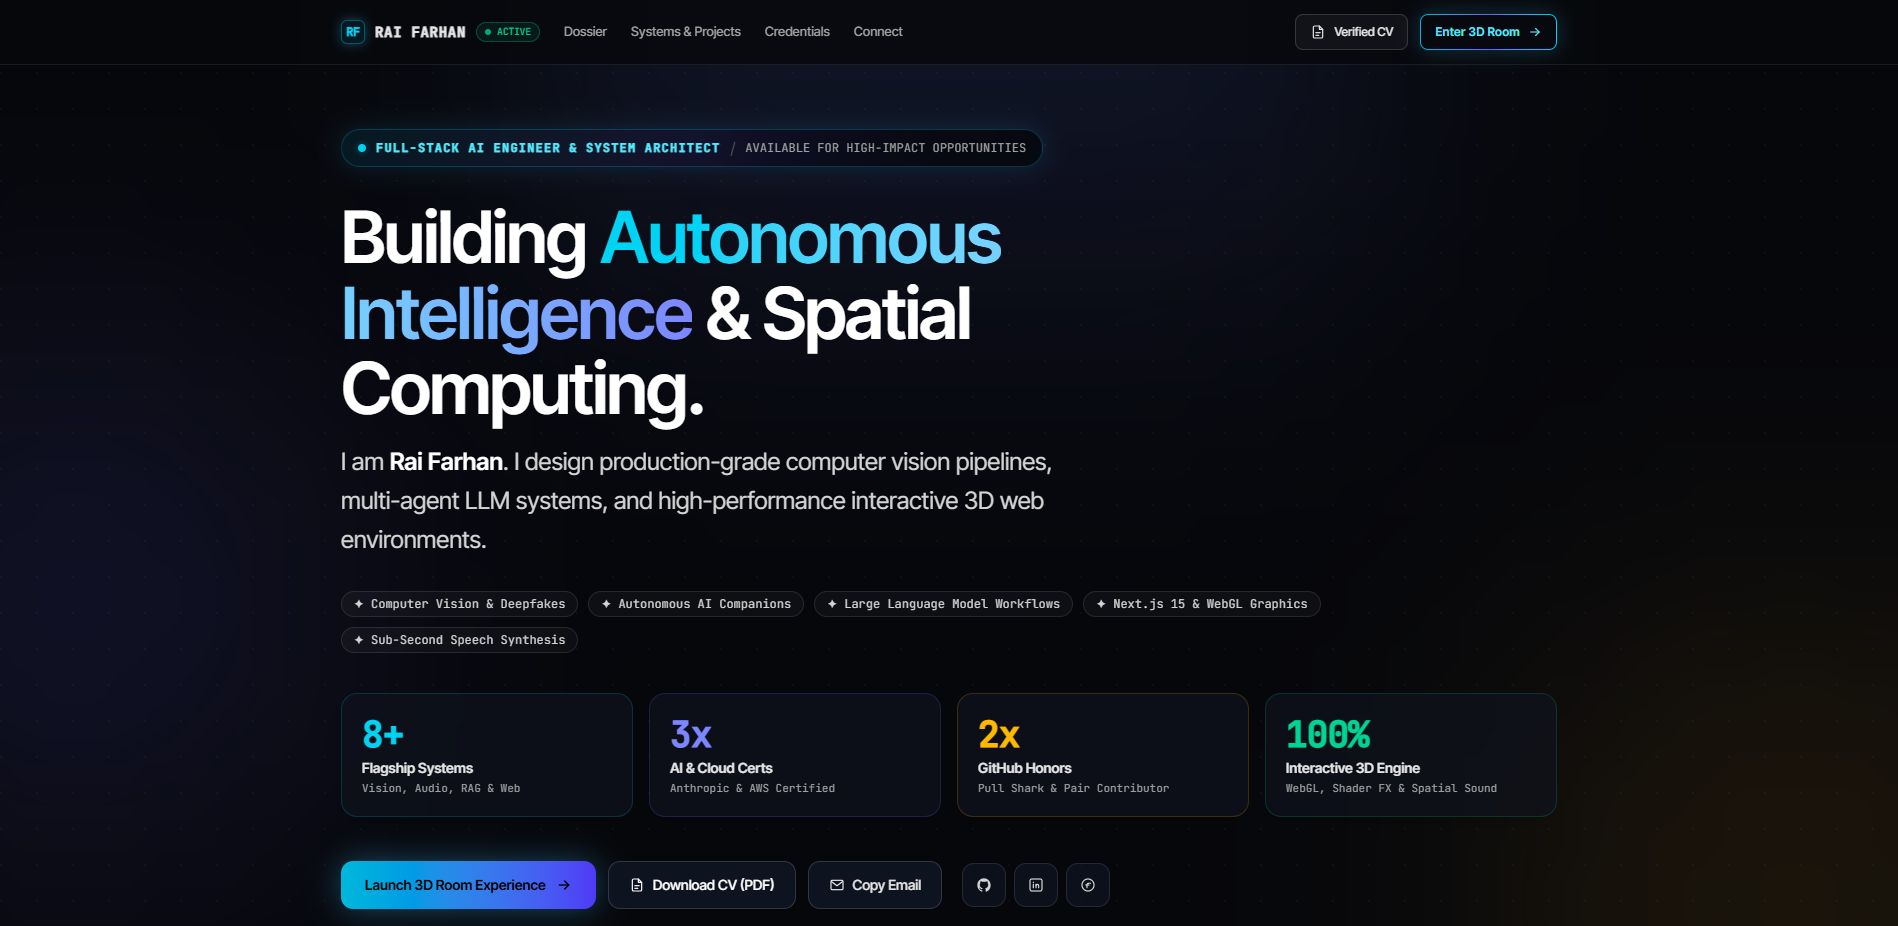 RF RAI FARHAN ACTIVE Dossier Systems & Projects Credentials Connect Verified CV Enter 3D Room →
FULL-STACK AI ENGINEER & SYSTEM ARCHITECT / AVAILABLE FOR HIGH-IMPACT OPPORTUNITIES
Building Autonomous
Intelligence & Spatial
Computing.
I am Rai Farhan. I design production-grade computer vision pipelines,
multi-agent LLM systems, and high-performance interactive 3D web
environments.
✦ Computer Vision & Deepfakes ✦ Autonomous AI Companions ✦ Large Language Model Workflows ✦ Next.js 15 & WebGL Graphics
✦ Sub-Second Speech Synthesis
8+ 3x 2x 100%
Flagship Systems AI & Cloud Certs GitHub Honors Interactive 3D Engine
Vision, Audio, RAG & Web Anthropic & AWS Certified Pull Shark & Pair Contributor WebGL, Shader FX & Spatial Sound
Launch 3D Room Experience → Download CV (PDF) Copy Email